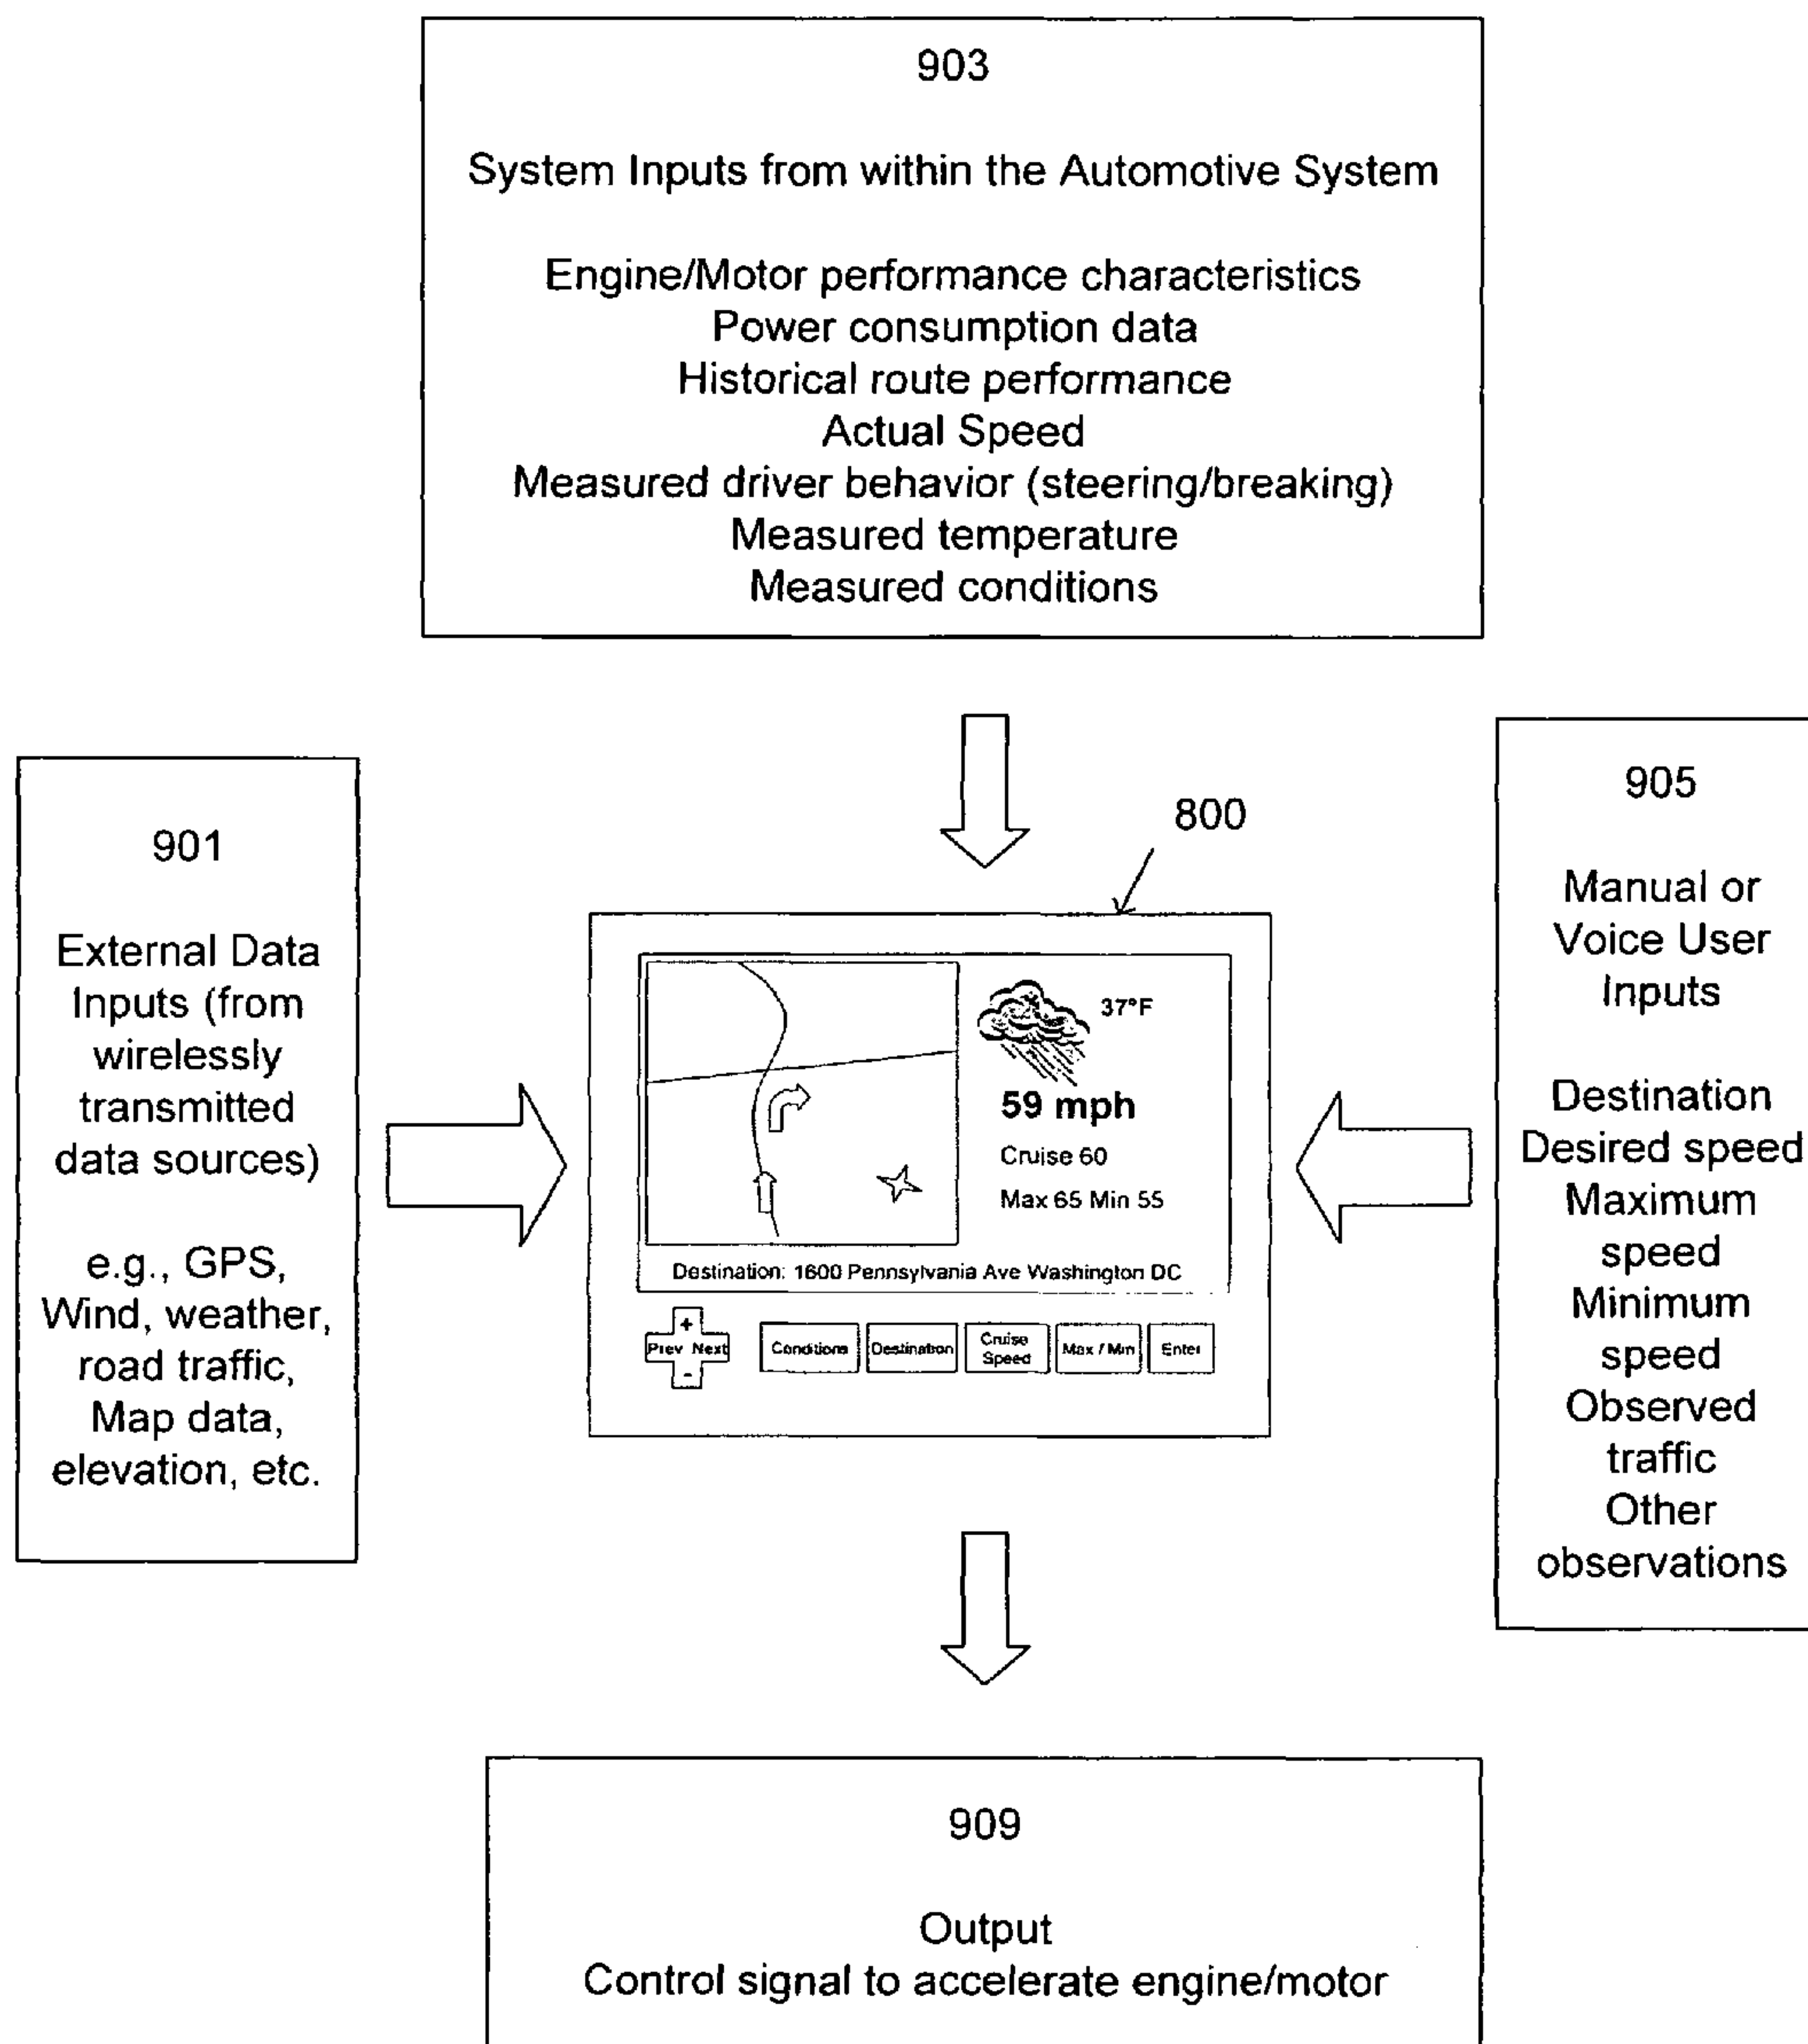 903
System Inputs from within the Automotive System
Engine/Motor performance characteristics
Power consumption data
Historical route performance
Actual Speed
Measured driver behavior (steering/breaking)
Measured temperature
Measured conditions
901
External Data
Inputs (from
wirelessly
transmitted
data sources)
e.g., GPS,
Wind, weather,
road traffic,
Map data,
elevation, etc.
800
37°F
59 mph
Cruise 60
Max 65 Min 55
Destination: 1600 Pennsylvania Ave Washington DC
+
Prev Next
-
Conditions
Destination
Cruise
Speed
Max / Min
Enter
905
Manual or
Voice User
Inputs
Destination
Desired speed
Maximum
speed
Minimum
speed
Observed
traffic
Other
observations
909
Output
Control signal to accelerate engine/motor